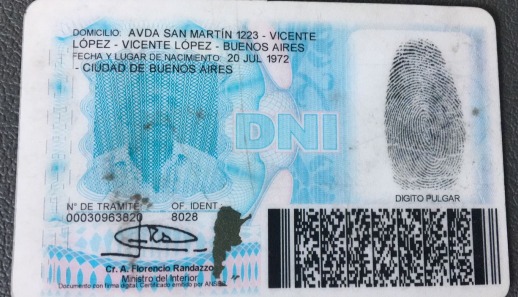 DOMICILIO: AVDA SAN MARTÍN 1223 - VICENTE
LÓPEZ - VICENTE LÓPEZ - BUENOS AIRES
FECHA Y LUGAR DE NACIMIENTO: 20 JUL 1972
- CIUDAD DE BUENOS AIRES
DNI
DIGITO PULGAR
N° DE TRAMITE OF. IDENT.
00030963820 8028
Cr. A. Florencio Randazzo
Ministro del Interior
Documento con firma digital. Certificado emitido por